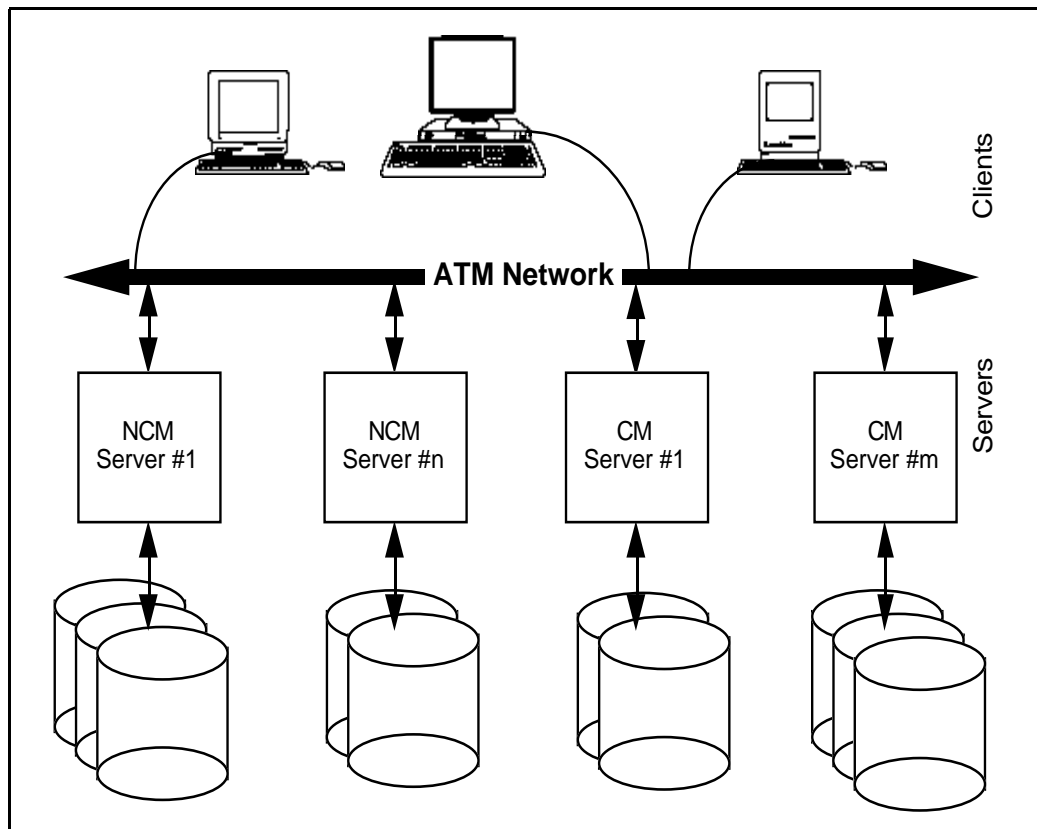 Clients
ATM Network
Servers
NCM
Server #1
NCM
Server #n
CM
Server #1
CM
Server #m